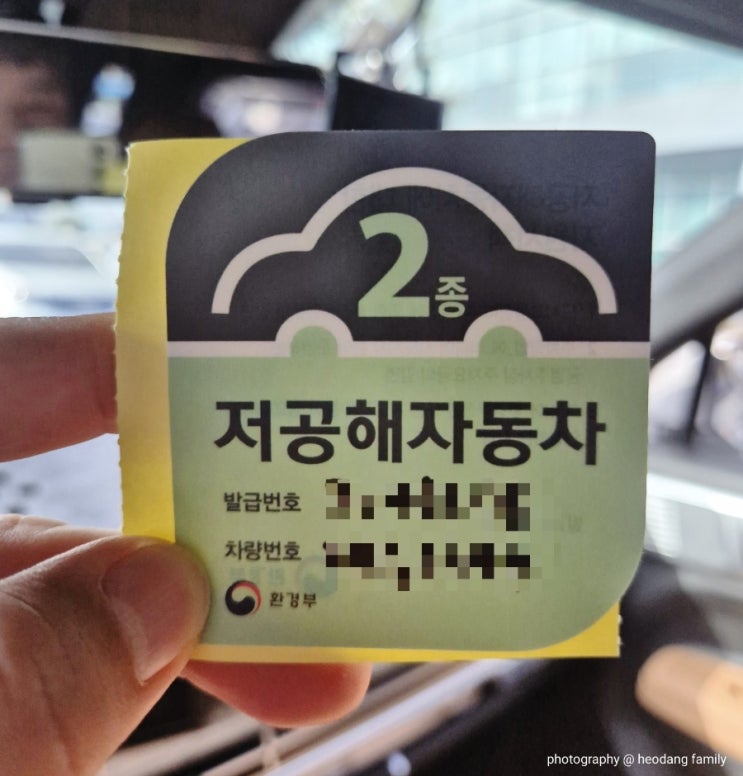 2종
저공해자동차
발급번호
차량번호
환경부
photography @ heodang family